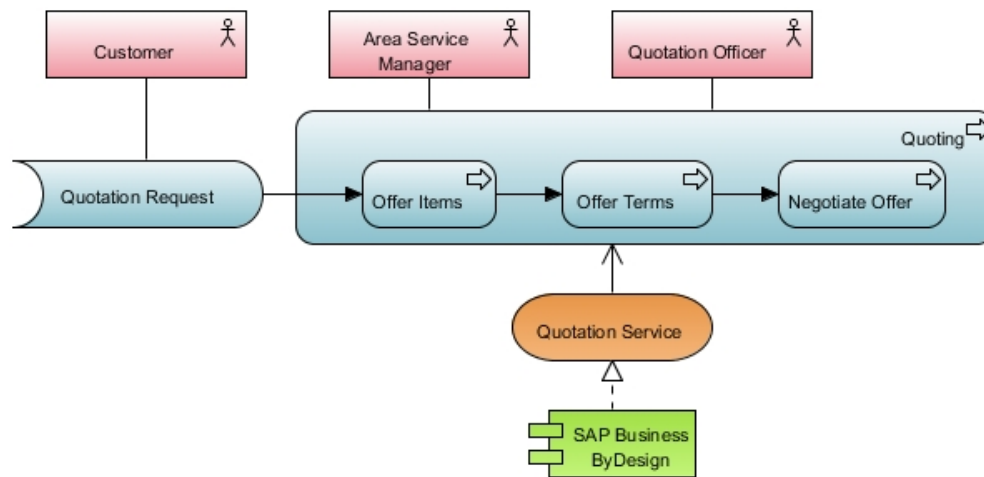 Customer
Area Service
Manager
Quotation Officer
Quoting
Quotation Request
Offer Items
Offer Terms
Negotiate Offer
Quotation Service
SAP Business
ByDesign